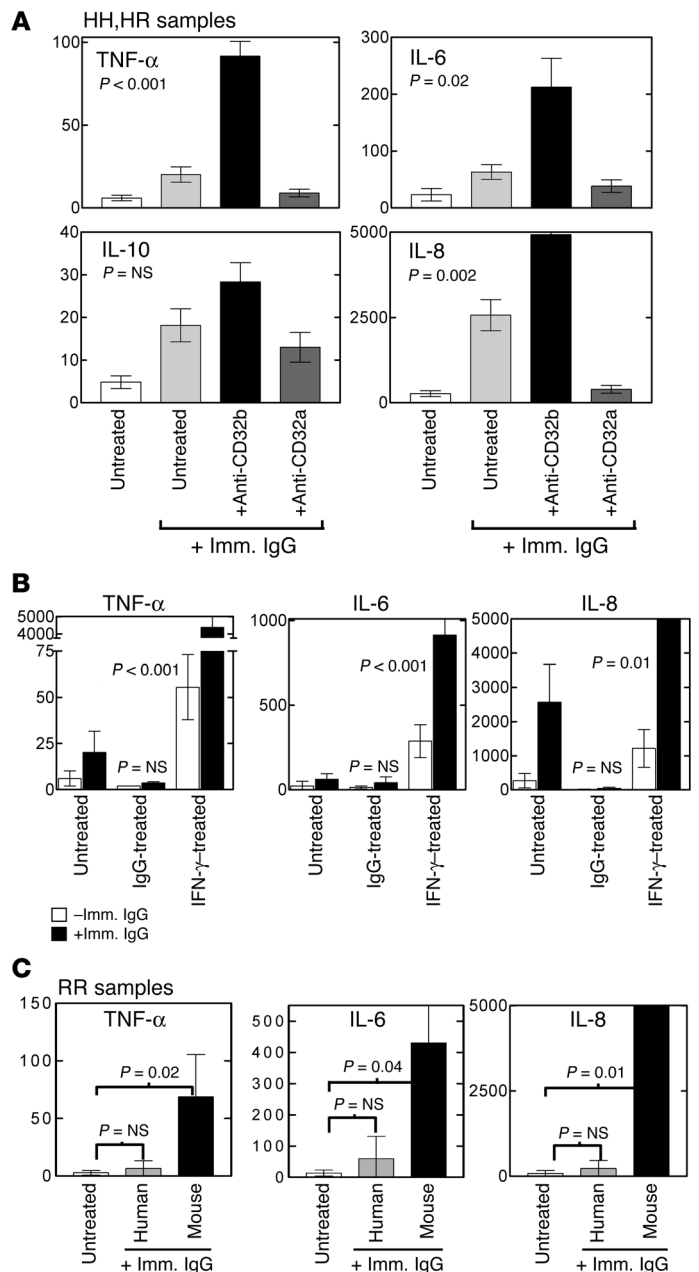 A
HH,HR samples
TNF-α
P < 0.001
100
50
0
IL-6
P = 0.02
300
200
100
0
IL-10
P = NS
40
30
20
10
0
IL-8
P = 0.002
5000
2500
0
Untreated
Untreated
+Anti-CD32b
+Anti-CD32a
+ Imm. IgG
Untreated
Untreated
+Anti-CD32b
+Anti-CD32a
+ Imm. IgG
B
TNF-α
5000
4000
75
50
25
0
P < 0.001
P = NS
Untreated
IgG-treated
IFN-γ–treated
IL-6
1000
500
0
P < 0.001
P = NS
Untreated
IgG-treated
IFN-γ–treated
IL-8
5000
4000
3000
2000
1000
0
P = 0.01
P = NS
Untreated
IgG-treated
IFN-γ–treated
–Imm. IgG
+Imm. IgG
C
RR samples
TNF-α
150
100
50
0
P = 0.02
P = NS
Untreated
Human
Mouse
+ Imm. IgG
IL-6
500
400
300
200
100
0
P = 0.04
P = NS
Untreated
Human
Mouse
+ Imm. IgG
IL-8
5000
2500
0
P = 0.01
P = NS
Untreated
Human
Mouse
+ Imm. IgG